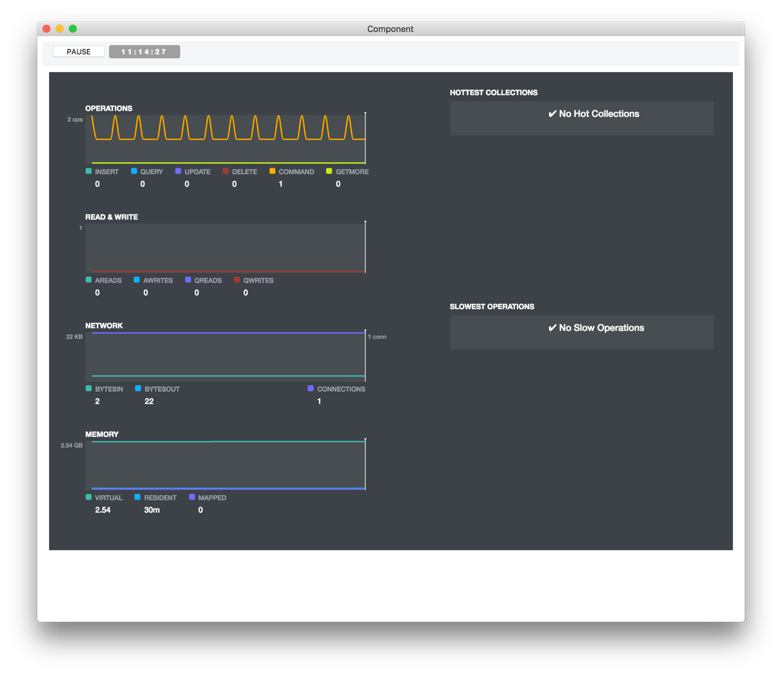 Component
PAUSE
11:14:27
OPERATIONS
2 ops
INSERT QUERY UPDATE DELETE COMMAND GETMORE
0 0 0 0 1 0
READ & WRITE
1
AREADS AWRITES QREADS QWRITES
0 0 0 0
NETWORK
22 KB
1 conn
BYTESIN BYTESOUT CONNECTIONS
2 22 1
MEMORY
2.54 GB
VIRTUAL RESIDENT MAPPED
2.54 30m 0
HOTTEST COLLECTIONS
✔ No Hot Collections
SLOWEST OPERATIONS
✔ No Slow Operations